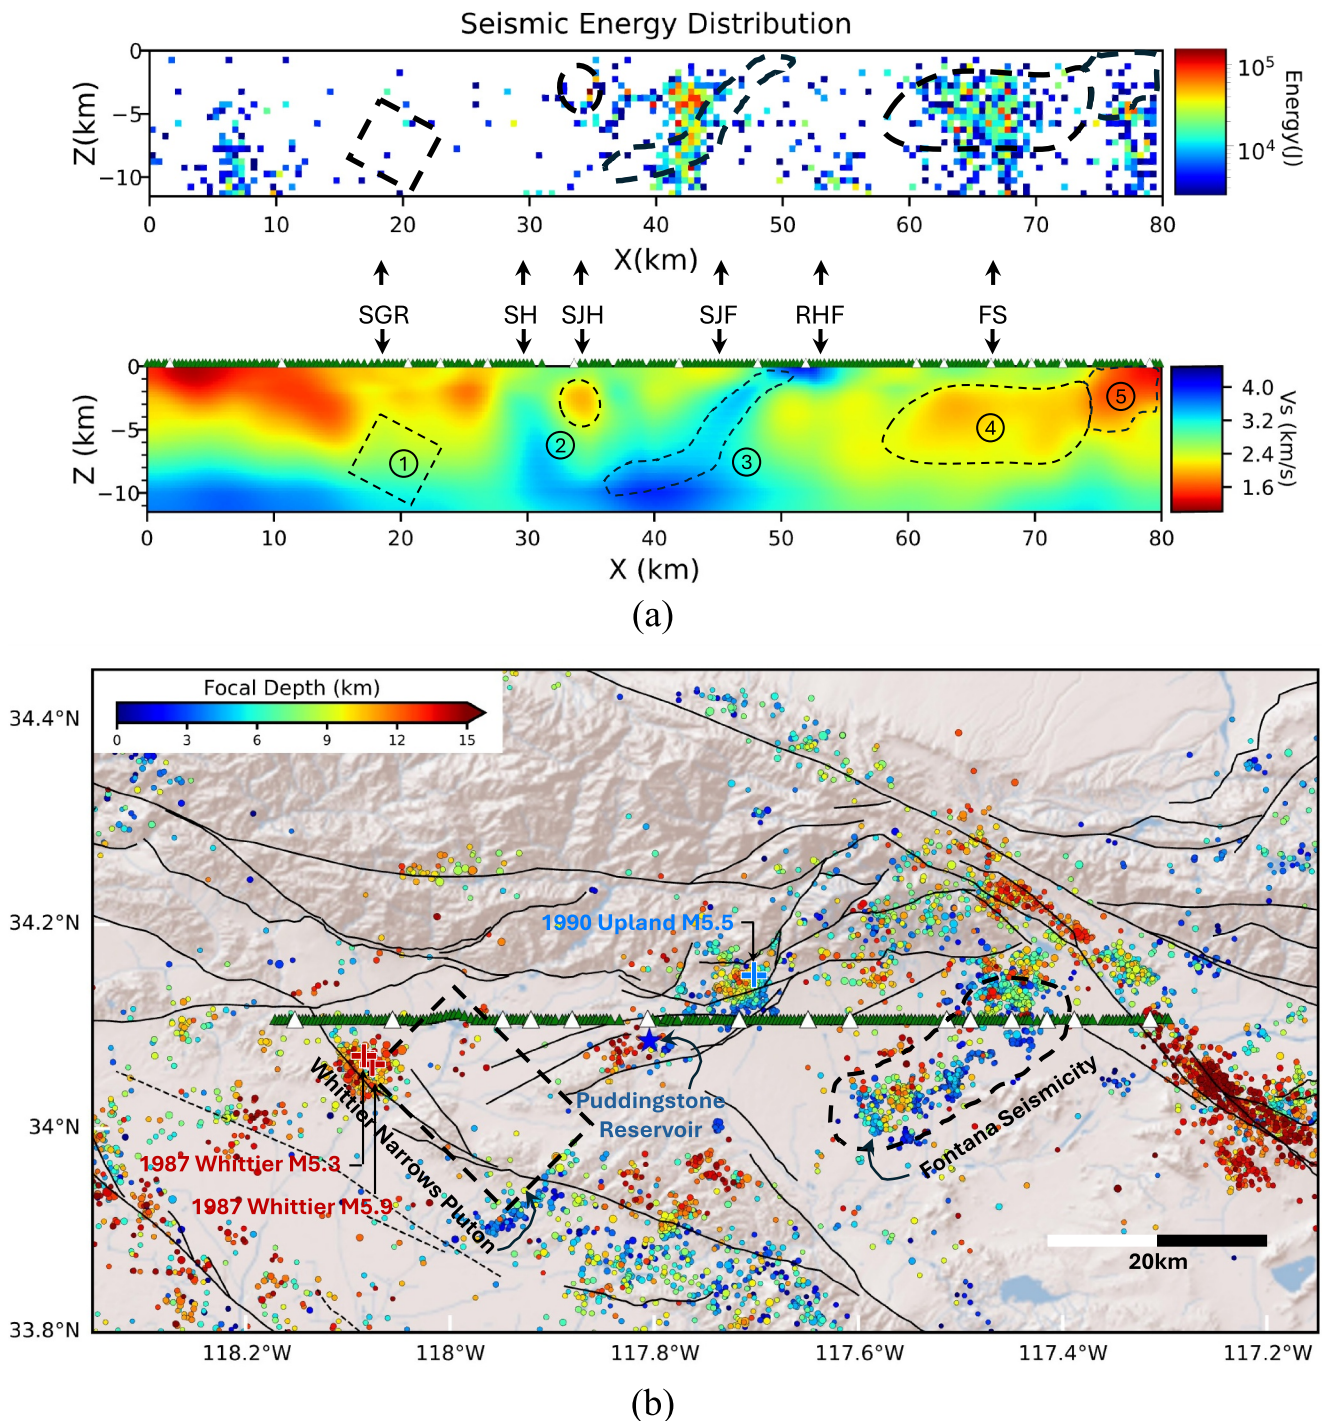 Seismic Energy Distribution
0
−5
−10
Z(km)
0 10 20 30 40 50 60 70 80
X(km)
10⁵
10⁴
Energy(J)
SGR SH SJH SJF RHF FS
0
−5
−10
Z (km)
① ② ③ ④ ⑤
0 10 20 30 40 50 60 70 80
X (km)
4.0
3.2
2.4
1.6
Vs (km/s)
(a)
Focal Depth (km)
0 3 6 9 12 15
34.4°N
34.2°N
34°N
33.8°N
1990 Upland M5.5
Whittier Narrows Pluton
1987 Whittier M5.3
1987 Whittier M5.9
Puddingstone
Reservoir
Fontana Seismicity
20km
118.2°W 118°W 117.8°W 117.6°W 117.4°W 117.2°W
(b)